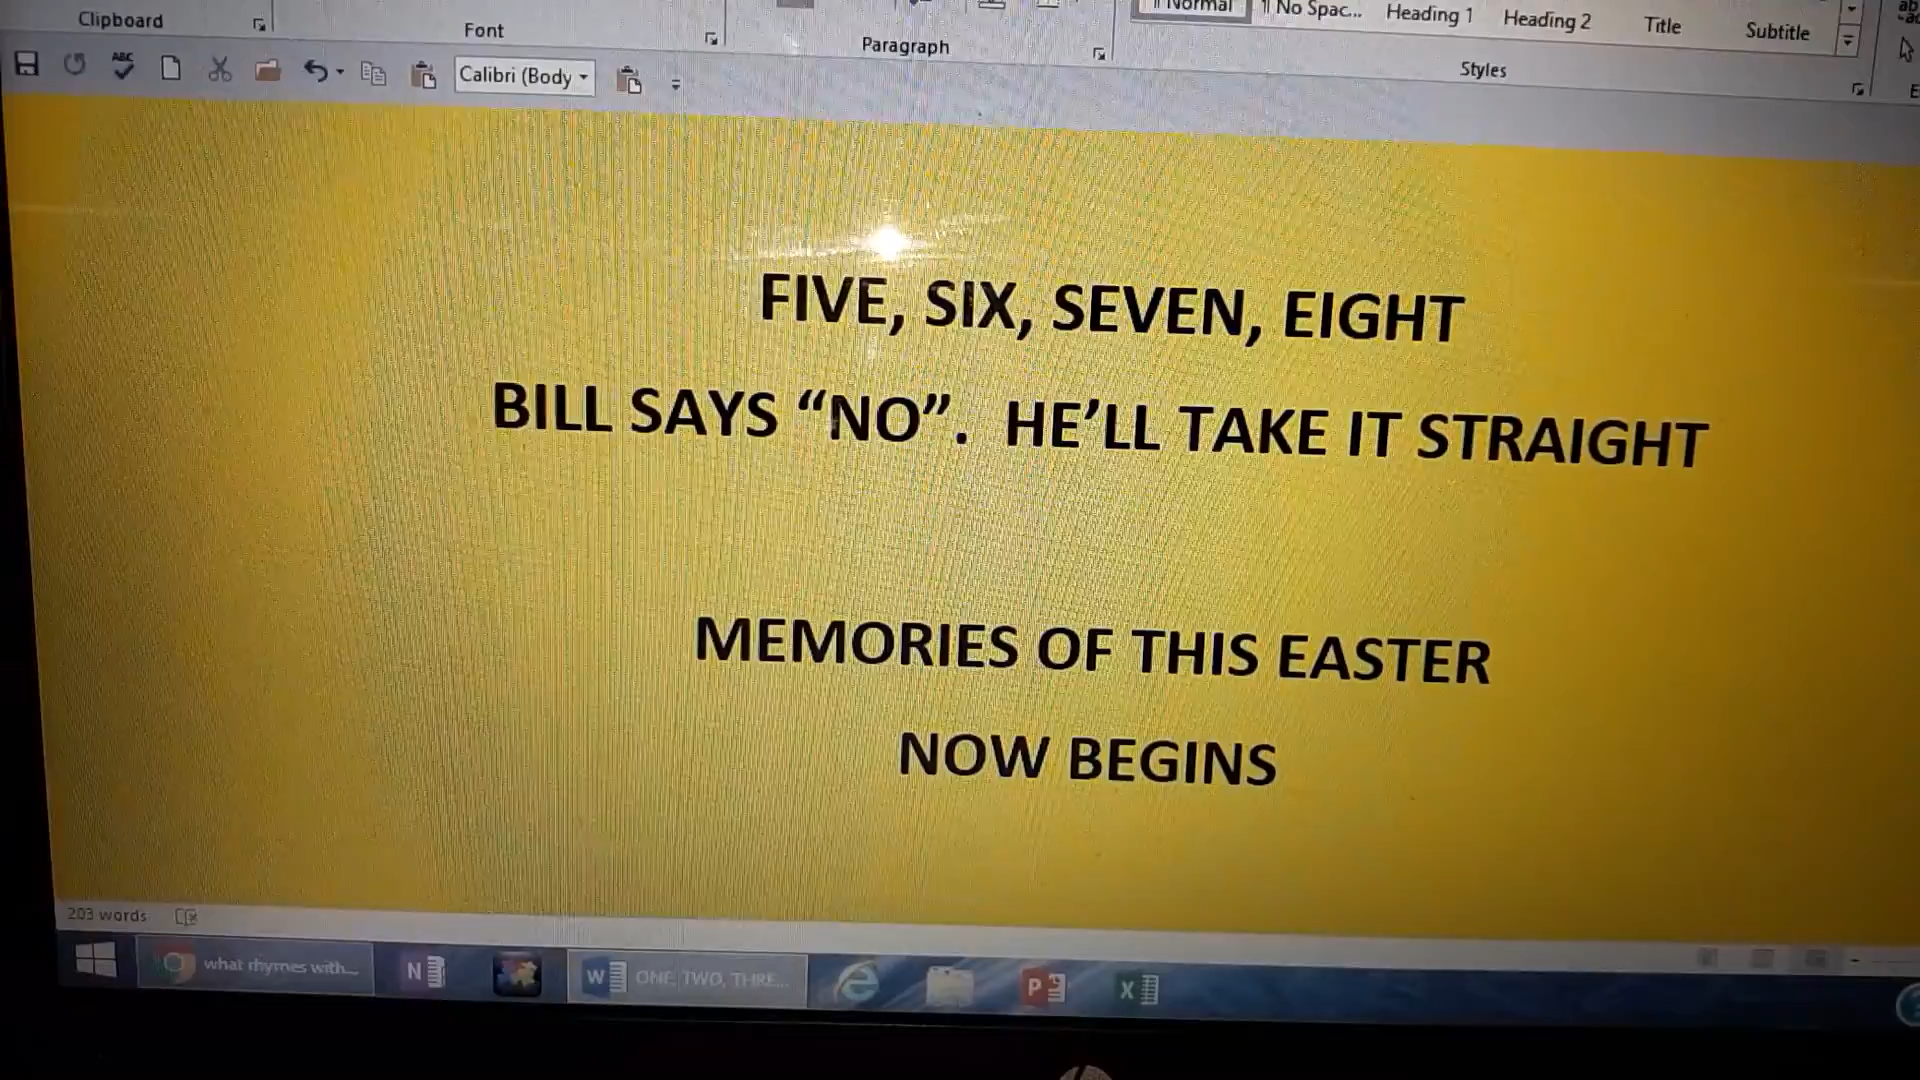 Clipboard
Font
Paragraph
Normal
¶ No Spac...
Heading 1
Heading 2
Title
Subtitle
Styles
ABC
Calibri (Body
FIVE, SIX, SEVEN, EIGHT
BILL SAYS “NO”. HE’LL TAKE IT STRAIGHT
MEMORIES OF THIS EASTER
NOW BEGINS
203 words
what rhymes with...
ONE, TWO, THRE...